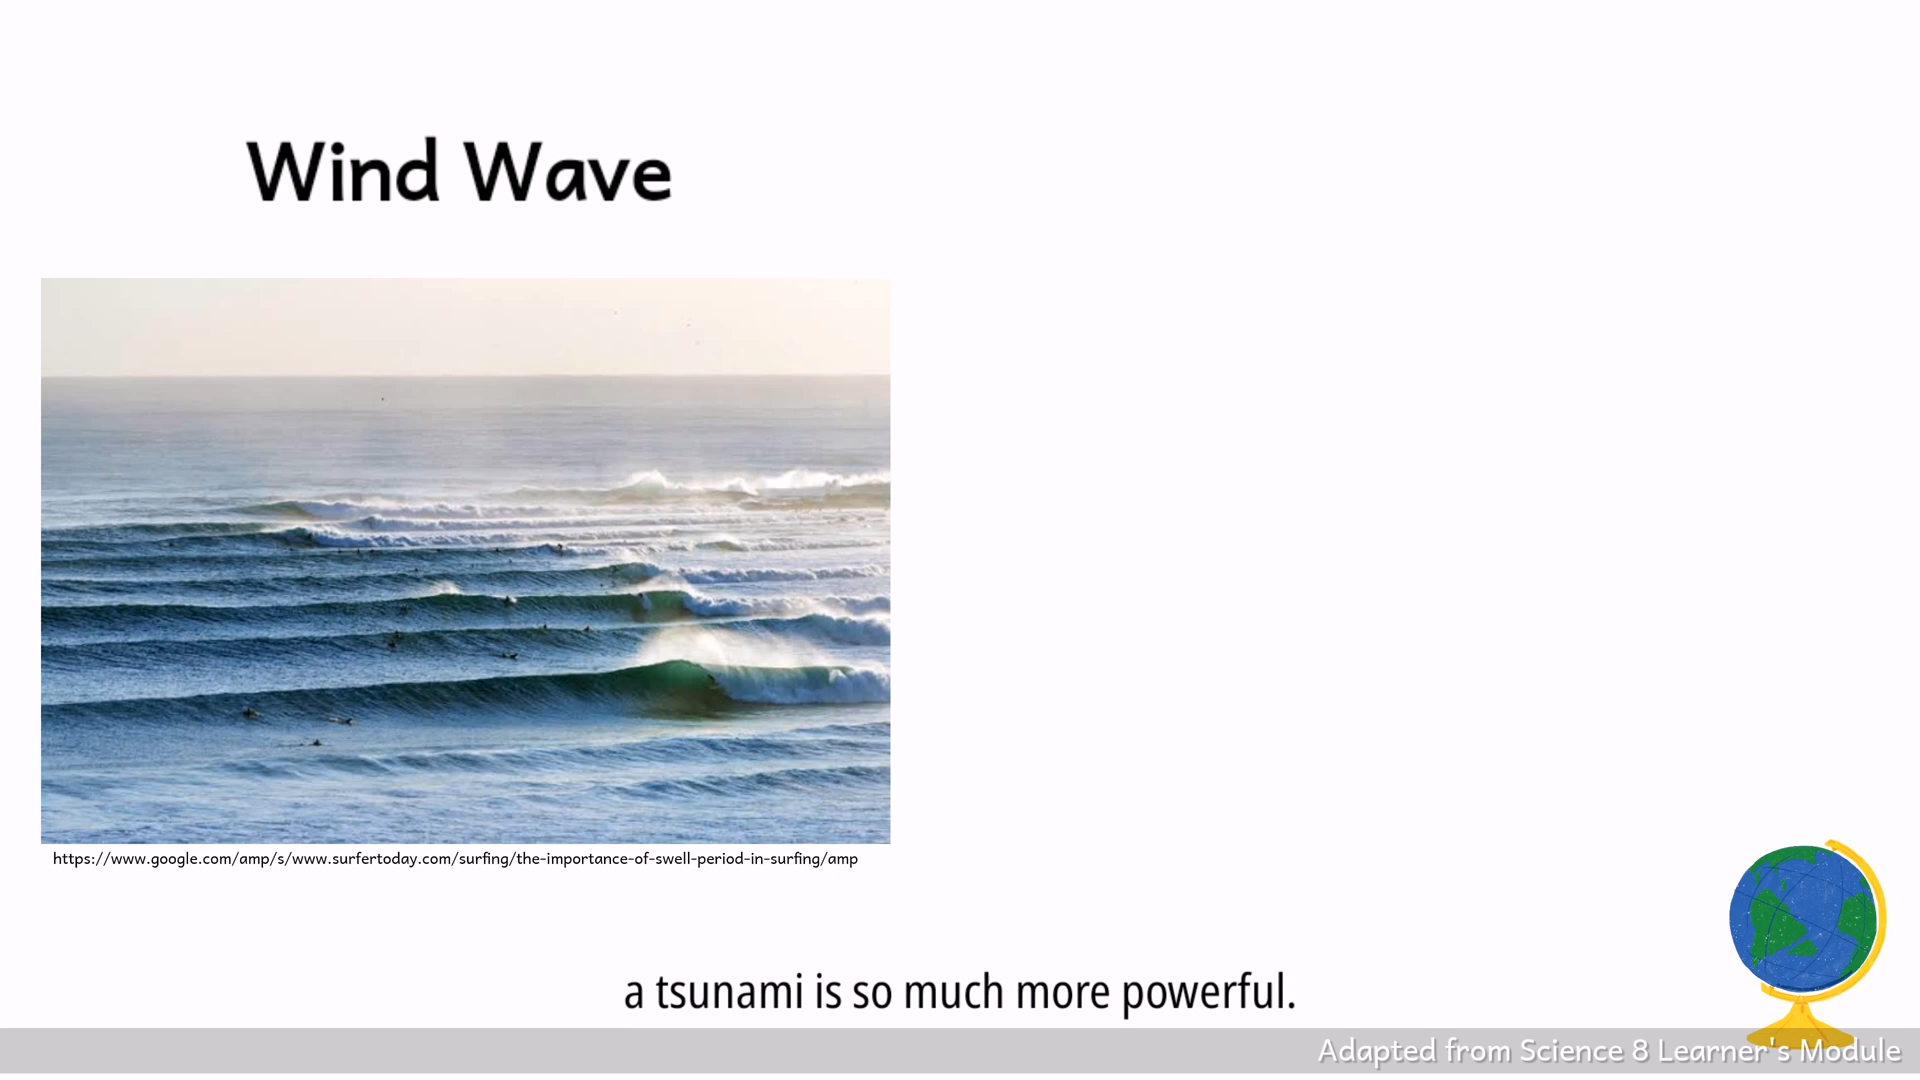 Wind Wave
https://www.google.com/amp/s/www.surfertoday.com/surfing/the-importance-of-swell-period-in-surfing/amp
a tsunami is so much more powerful.
Adapted from Science 8 Learner's Module